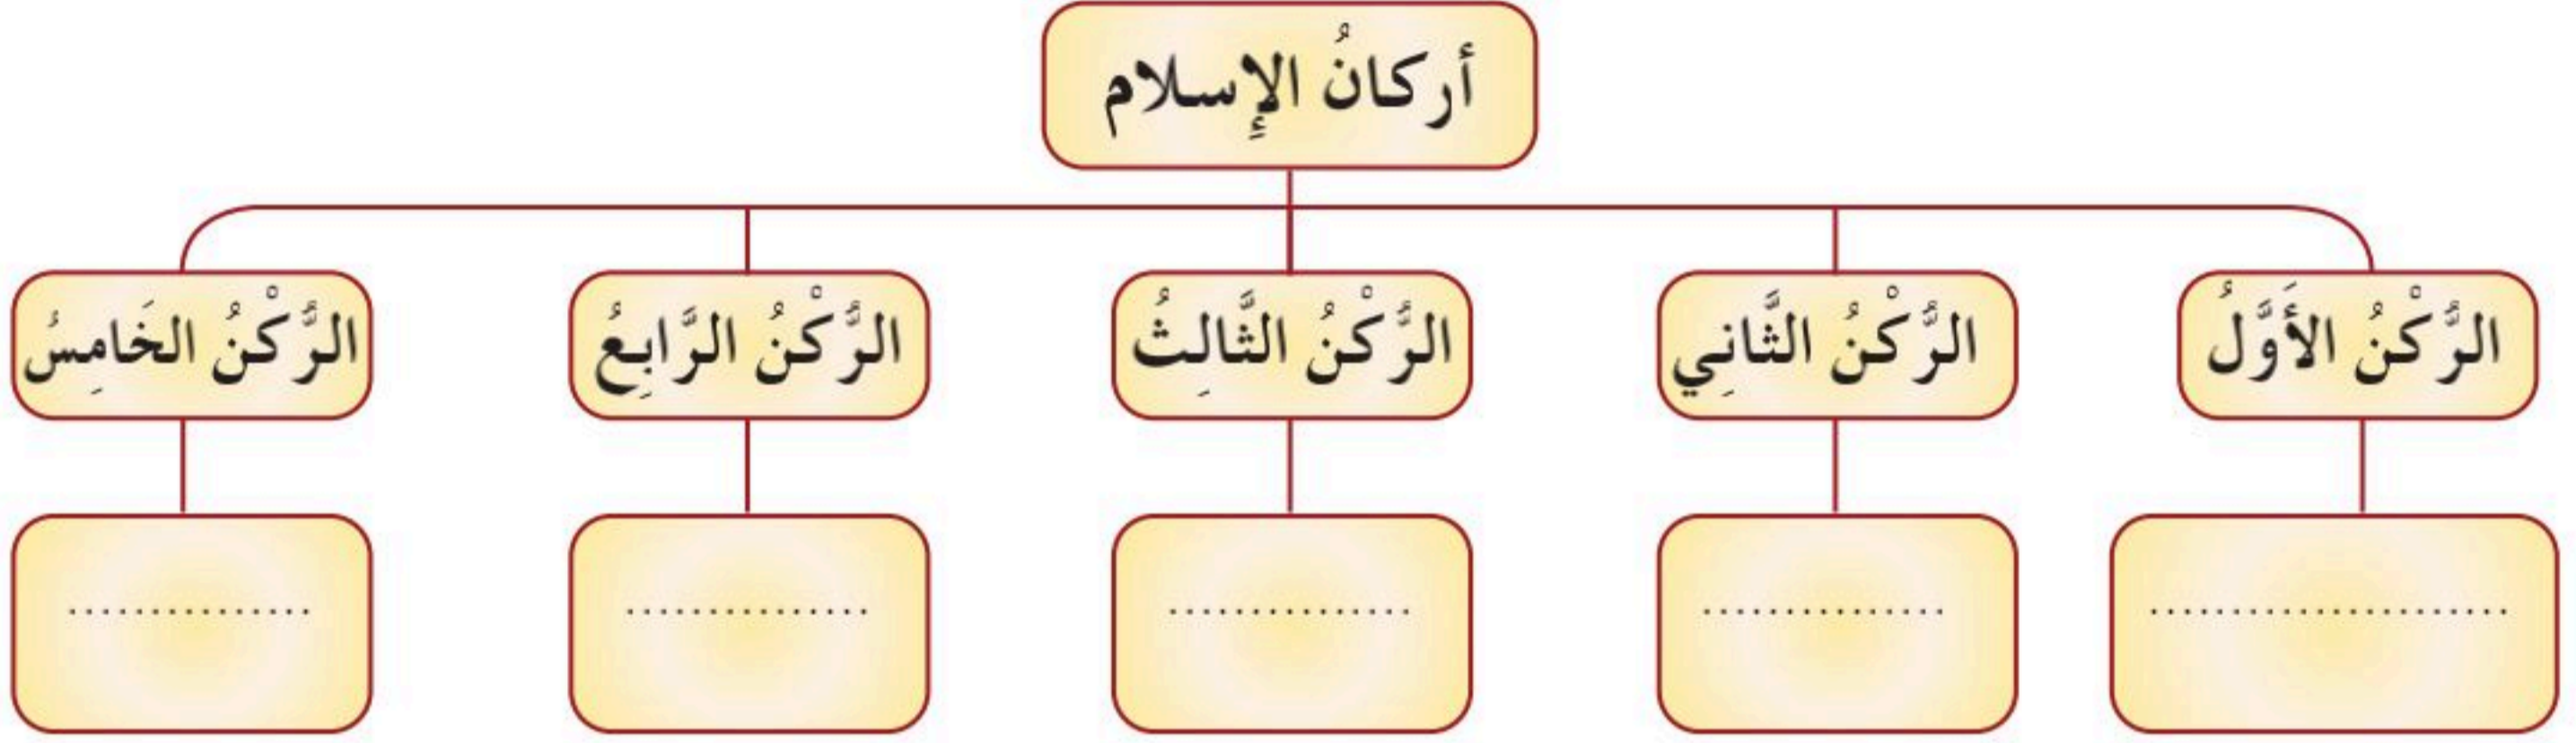 أركانُ الإِسلام
الرُّكْنُ الأَوَّلُ
الرُّكْنُ الثَّانِي
الرُّكْنُ الثَّالِثُ
الرُّكْنُ الرَّابِعُ
الرُّكْنُ الخَامِسُ
.....................
...............
...............
...............
...............